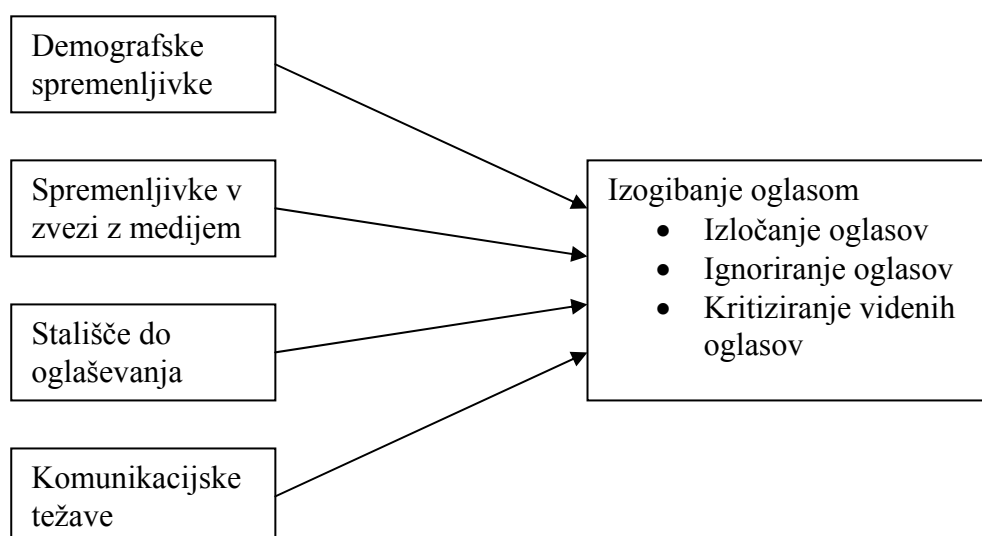 Demografske
spremenljivke
Spremenljivke v
zvezi z medijem
Stališče do
oglaševanja
Komunikacijske
težave
Izogibanje oglasom
• Izločanje oglasov
• Ignoriranje oglasov
• Kritiziranje videnih
oglasov